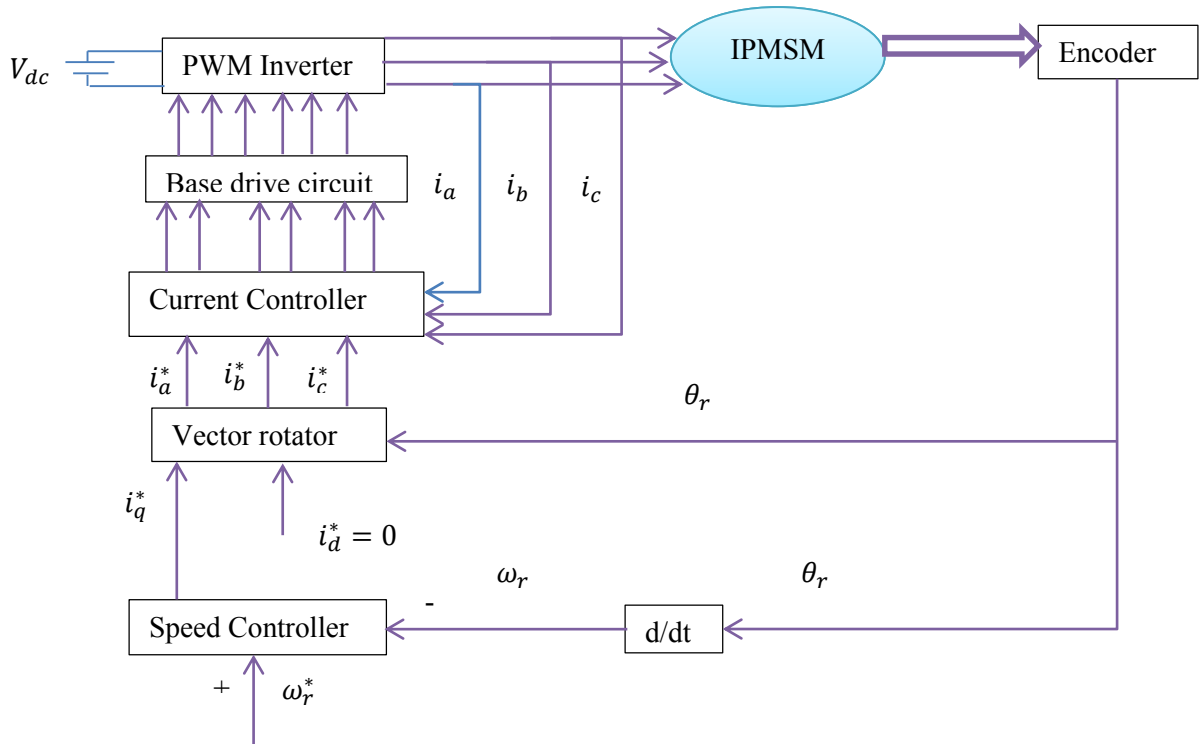 V_dc
PWM Inverter
IPMSM
Encoder
Base drive circuit
i_a
i_b
i_c
Current Controller
i_a^*
i_b^*
i_c^*
θ_r
Vector rotator
i_q^*
i_d^* = 0
ω_r
θ_r
-
Speed Controller
d/dt
+
ω_r^*